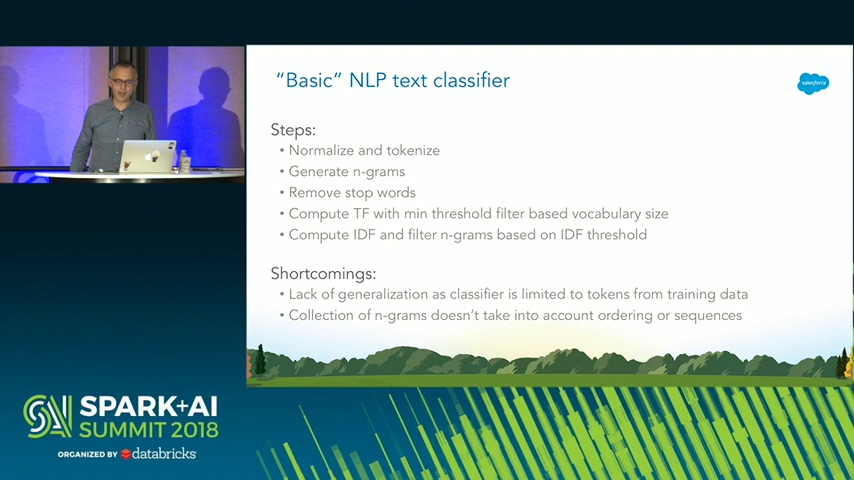 "Basic" NLP text classifier
salesforce
Steps:
• Normalize and tokenize
• Generate n-grams
• Remove stop words
• Compute TF with min threshold filter based vocabulary size
• Compute IDF and filter n-grams based on IDF threshold
Shortcomings:
• Lack of generalization as classifier is limited to tokens from training data
• Collection of n-grams doesn't take into account ordering or sequences
SPARK+AI
SUMMIT 2018
ORGANIZED BY databricks